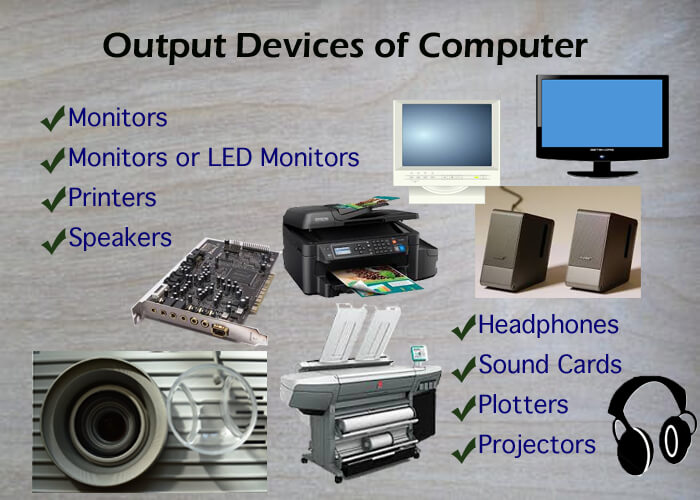 Output Devices of Computer
Monitors
Monitors or LED Monitors
Printers
Speakers
Headphones
Sound Cards
Plotters
Projectors